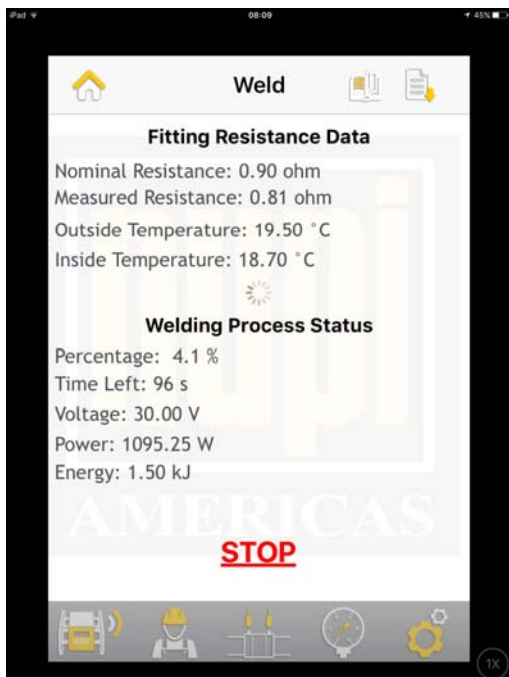 iPad 08:09 45%
Weld
Fitting Resistance Data
Nominal Resistance: 0.90 ohm
Measured Resistance: 0.81 ohm
Outside Temperature: 19.50 °C
Inside Temperature: 18.70 °C
Welding Process Status
Percentage: 4.1 %
Time Left: 96 s
Voltage: 30.00 V
Power: 1095.25 W
Energy: 1.50 kJ
nupi
AMERICAS
STOP
1X